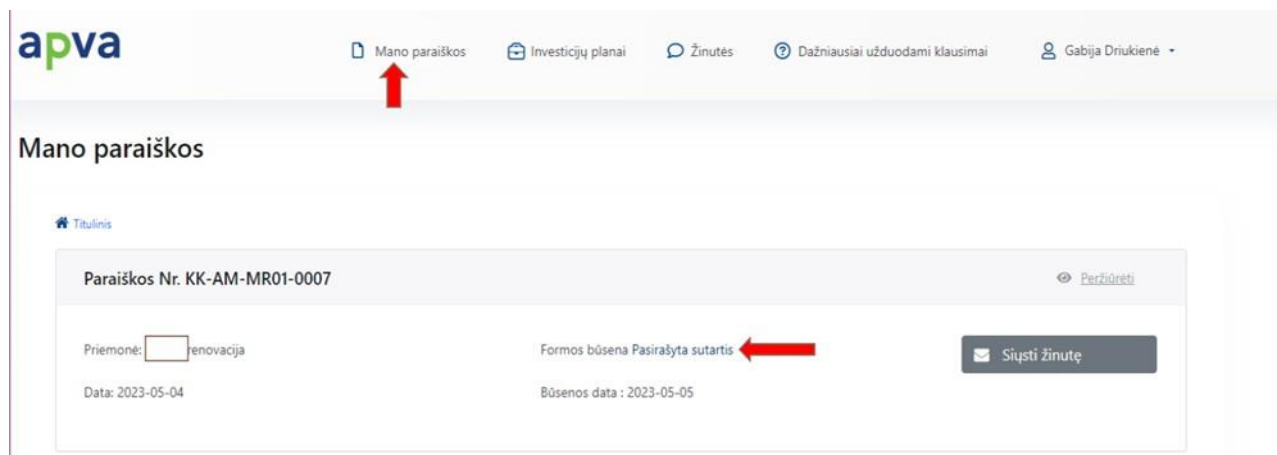 apva
Mano paraiškos Investicijų planai Žinutės Dažniausiai užduodami klausimai Gabija Driukienė
Mano paraiškos
Titulinis
Paraiškos Nr. KK-AM-MR01-0007 Peržiūrėti
Priemonė: renovacija Formos būsena Pasirašyta sutartis Siųsti žinutę
Data: 2023-05-04 Būsenos data : 2023-05-05